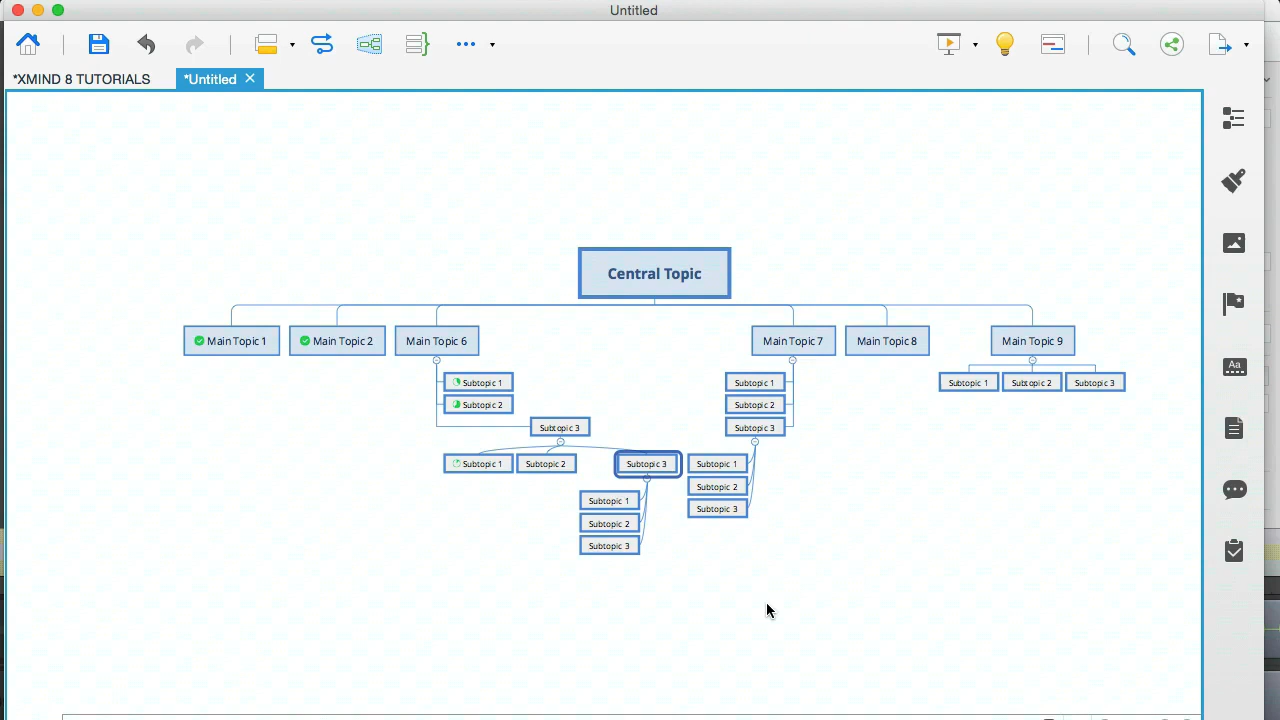 Untitled
*XMIND 8 TUTORIALS
*Untitled
Central Topic
Main Topic 1
Main Topic 2
Main Topic 6
Main Topic 7
Main Topic 8
Main Topic 9
Subtopic 1
Subtopic 1
Subtopic 1
Subtopic 2
Subtopic 3
Subtopic 2
Subtopic 2
Subtopic 3
Subtopic 3
Subtopic 1
Subtopic 2
Subtopic 3
Subtopic 1
Subtopic 2
Subtopic 1
Subtopic 3
Subtopic 2
Subtopic 3
Aa